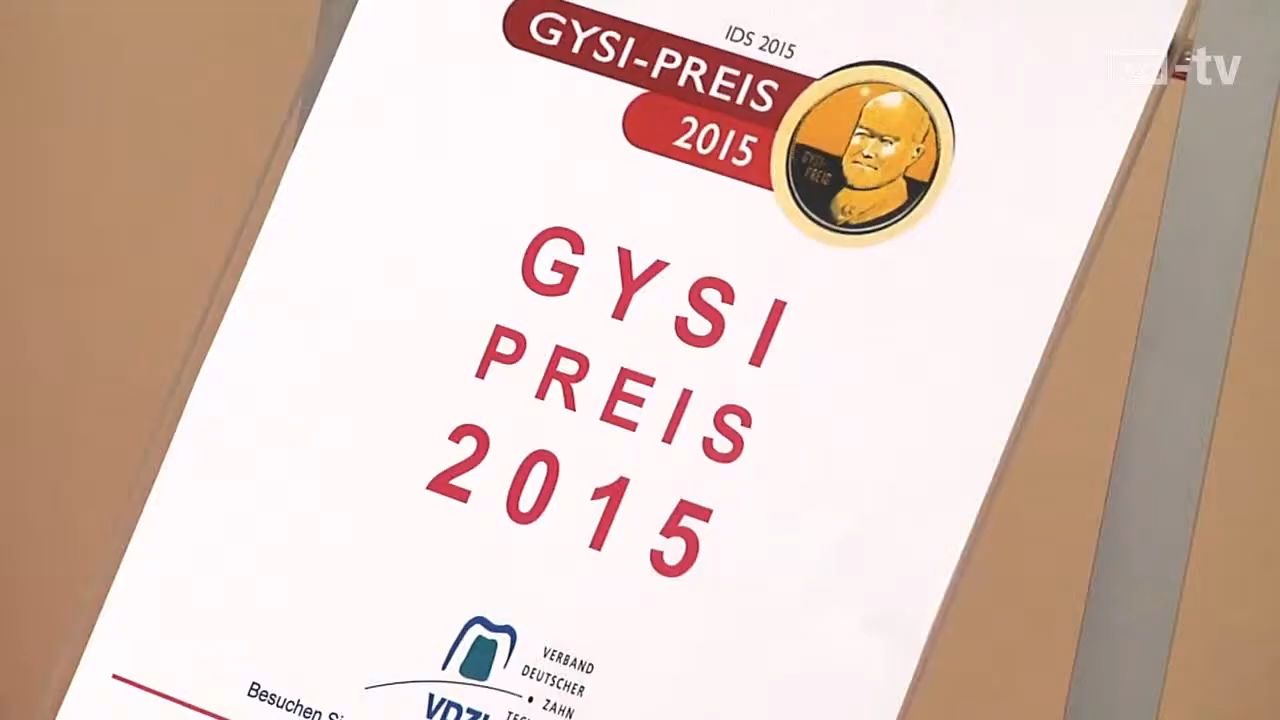 IDS 2015
GYSI-PREIS
2015
GYSI-
PREIS
GYSI
PREIS
2015
VERBAND
DEUTSCHER
ZAHN
Besuchen
-tv